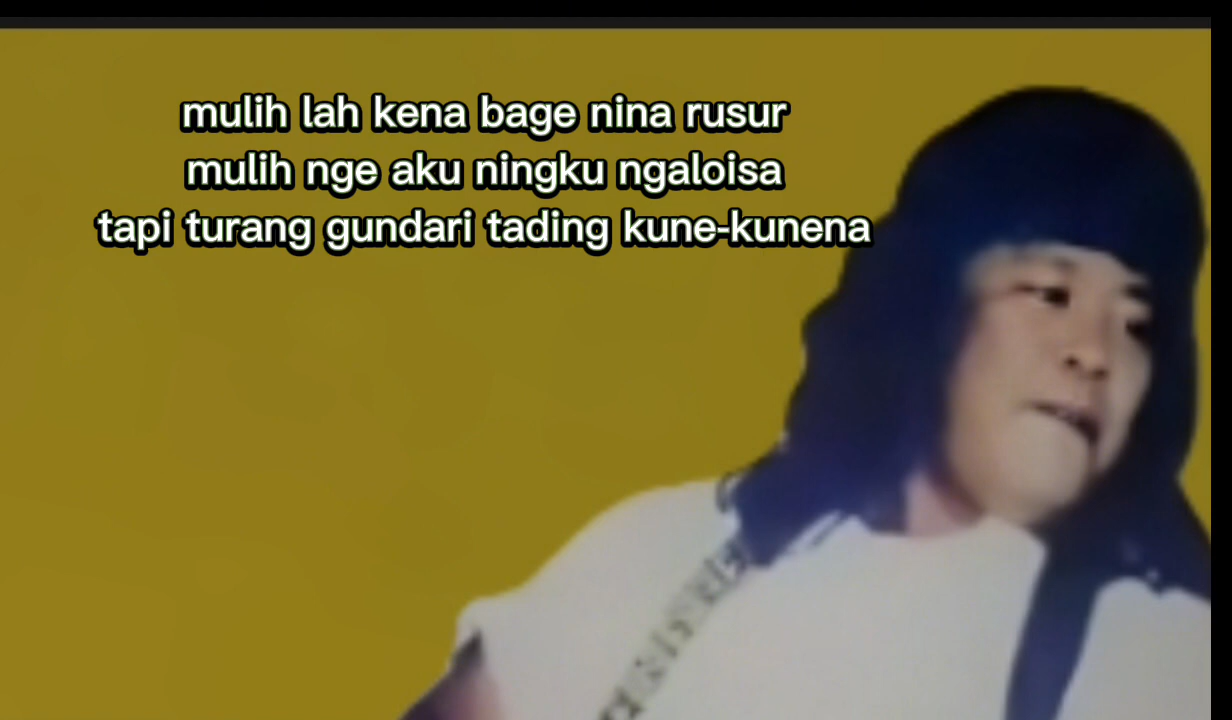 mulih lah kena bage nina rusur
mulih nge aku ningku ngaloisa
tapi turang gundari tading kune-kunena